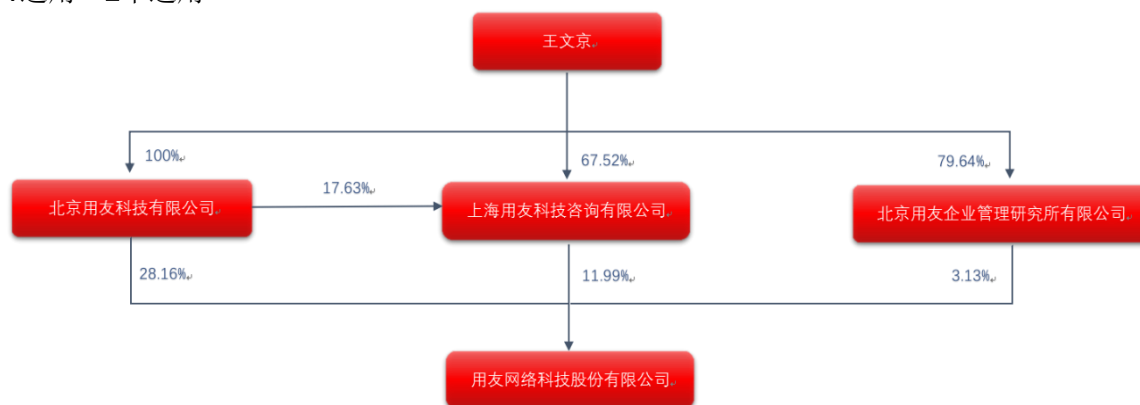 王文京
100%
67.52%
79.64%
北京用友科技有限公司
17.63%
上海用友科技咨询有限公司
北京用友企业管理研究所有限公司
28.16%
11.99%
3.13%
用友网络科技股份有限公司